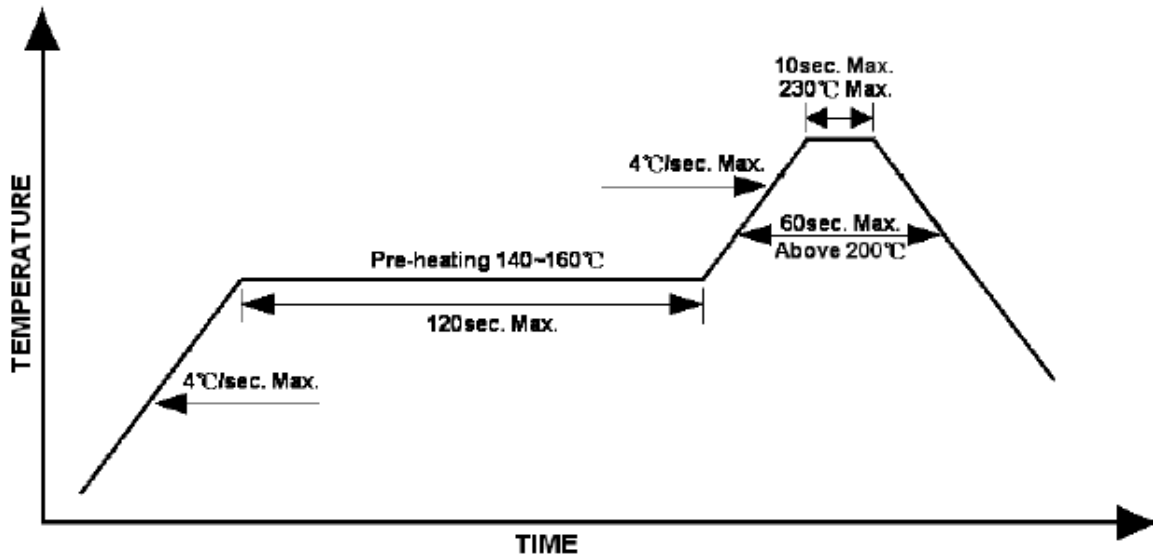 10sec. Max.
230℃ Max.
4℃/sec. Max.
60sec. Max.
Above 200℃
Pre-heating 140~160℃
120sec. Max.
4℃/sec. Max.
TEMPERATURE
TIME